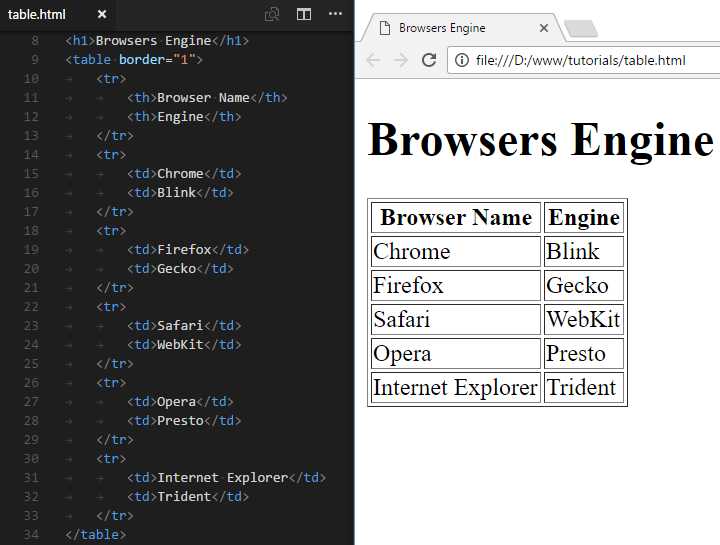 table.html
8 <h1>Browsers Engine</h1>
9 <table border="1">
10 <tr>
11 <th>Browser Name</th>
12 <th>Engine</th>
13 </tr>
14 <tr>
15 <td>Chrome</td>
16 <td>Blink</td>
17 </tr>
18 <tr>
19 <td>Firefox</td>
20 <td>Gecko</td>
21 </tr>
22 <tr>
23 <td>Safari</td>
24 <td>WebKit</td>
25 </tr>
26 <tr>
27 <td>Opera</td>
28 <td>Presto</td>
29 </tr>
30 <tr>
31 <td>Internet Explorer</td>
32 <td>Trident</td>
33 </tr>
34 </table>
Browsers Engine
file:///D:/www/tutorials/table.html
Browsers Engine
Browser Name Engine
Chrome Blink
Firefox Gecko
Safari WebKit
Opera Presto
Internet Explorer Trident